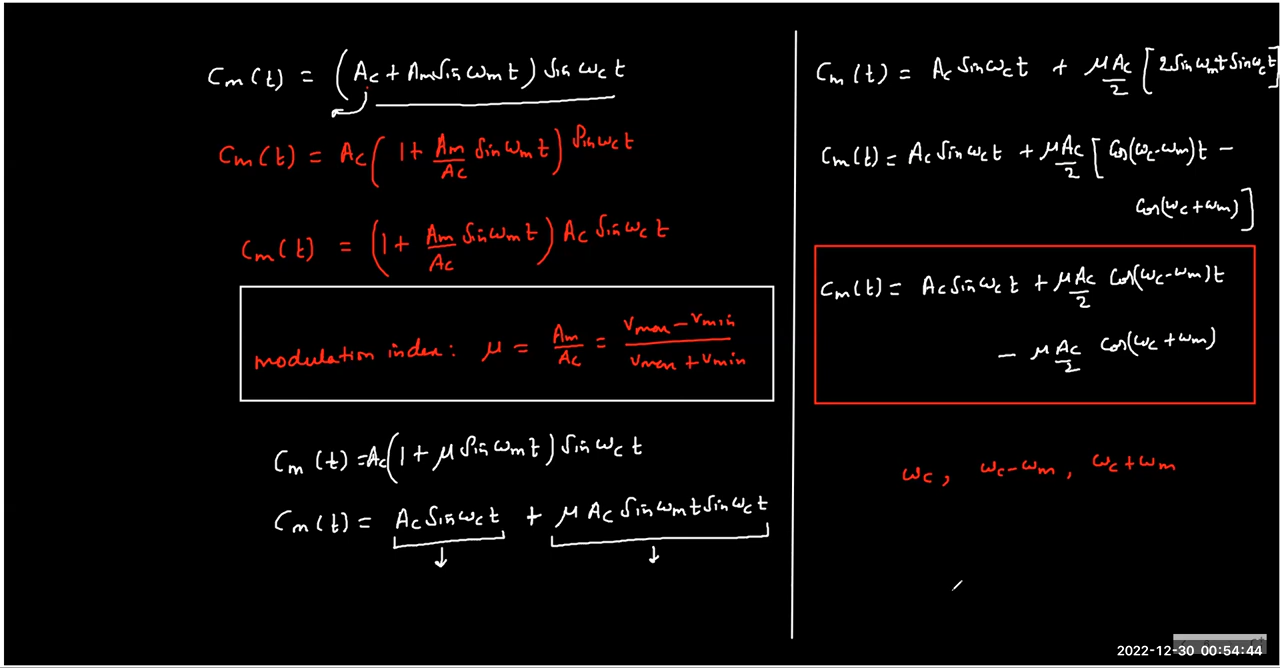 Cm(t) = (Ac + Am Sin ωm t) Sin ωc t
Cm(t) = Ac(1 + Am/Ac Sin ωm t) Sin ωc t
Cm(t) = (1 + Am/Ac Sin ωm t) Ac Sin ωc t
modulation index: μ = Am/Ac = (vmax − vmin)/(vmax + vmin)
Cm(t) = Ac(1 + μ Sin ωm t) Sin ωc t
Cm(t) = Ac Sin ωc t + μ Ac Sin ωm t Sin ωc t
Cm(t) = Ac Sin ωc t + μAc/2 [2 Sin ωm t Sin ωc t]
Cm(t) = Ac Sin ωc t + μAc/2 [Cos(ωc−ωm)t −
Cos(ωc+ωm)]
Cm(t) = Ac Sin ωc t + μAc/2 Cos(ωc−ωm)t
− μAc/2 Cos(ωc+ωm)
ωc, ωc−ωm, ωc+ωm
2022-12-30 00:54:44